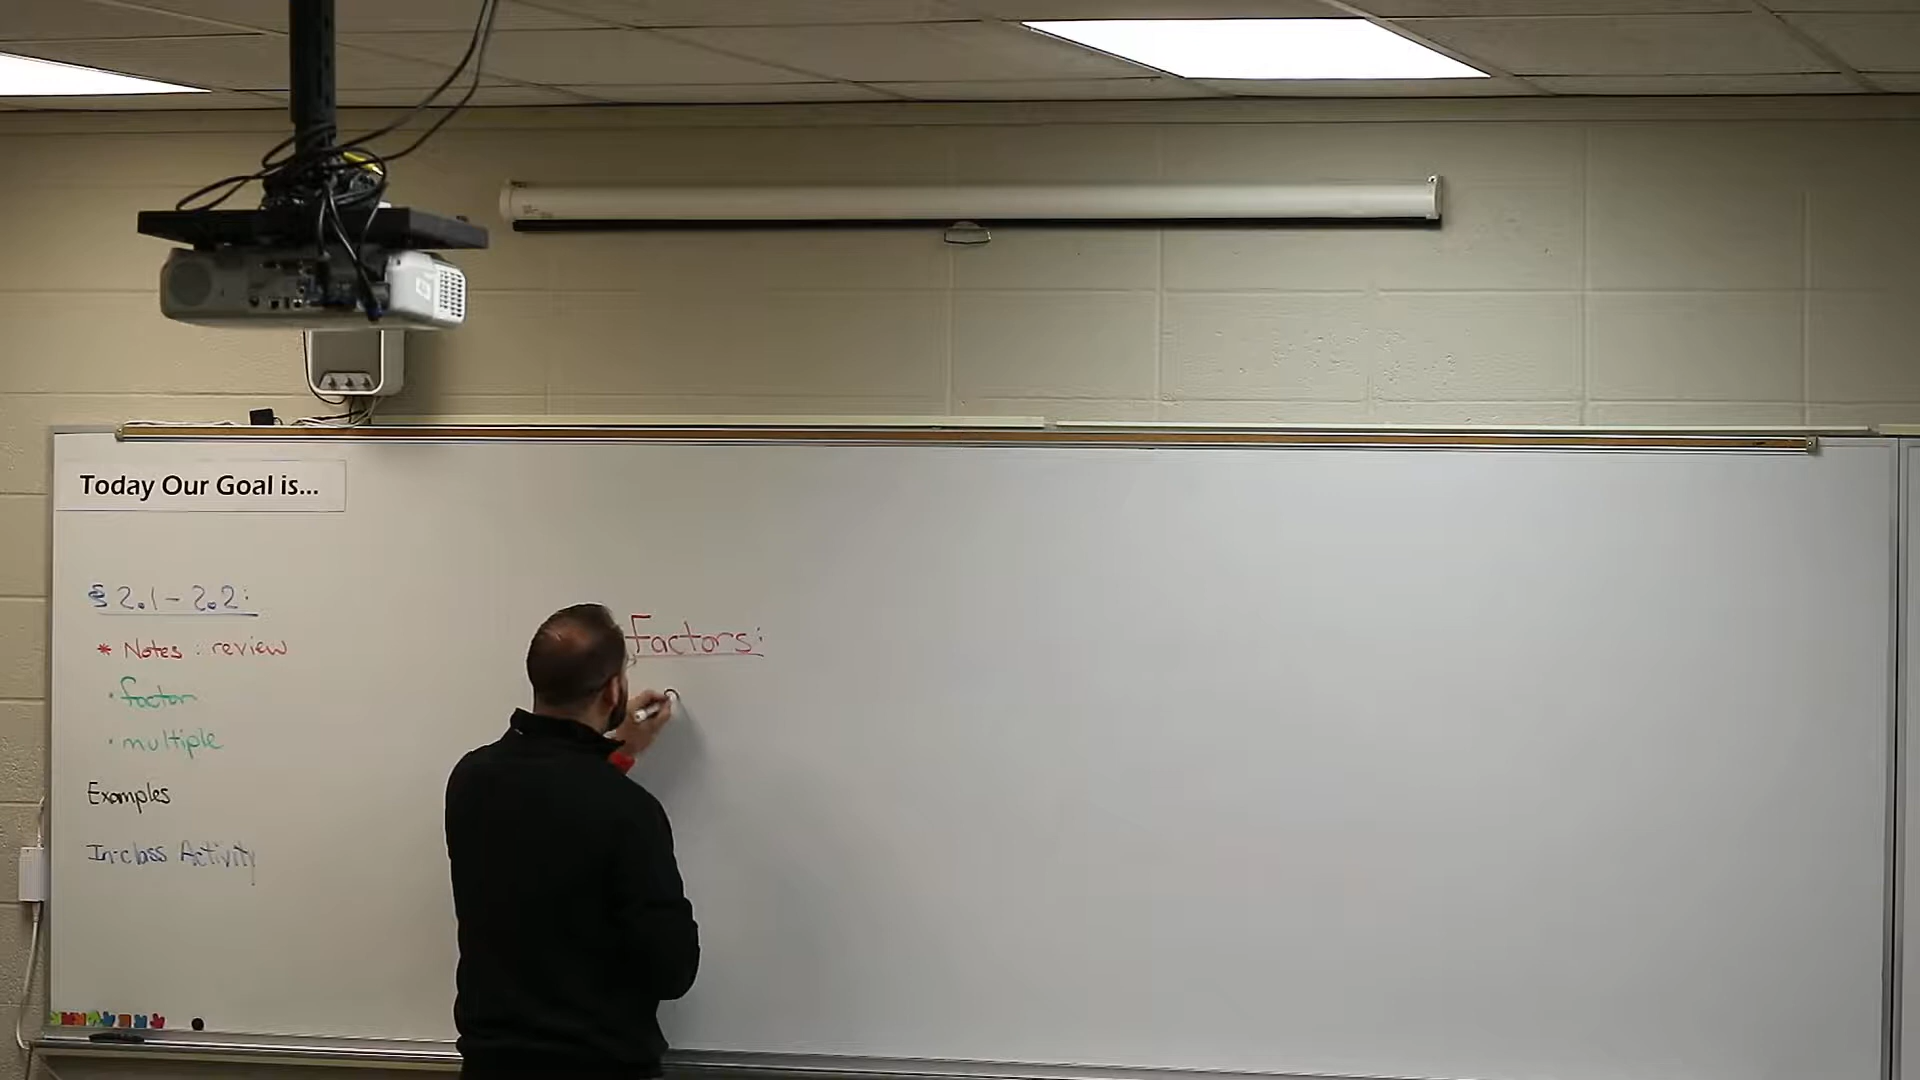 Today Our Goal is...
§ 2.1 - 2.2:
* Notes: review
• factor
• multiple
Examples
In-class Activity
Factors: